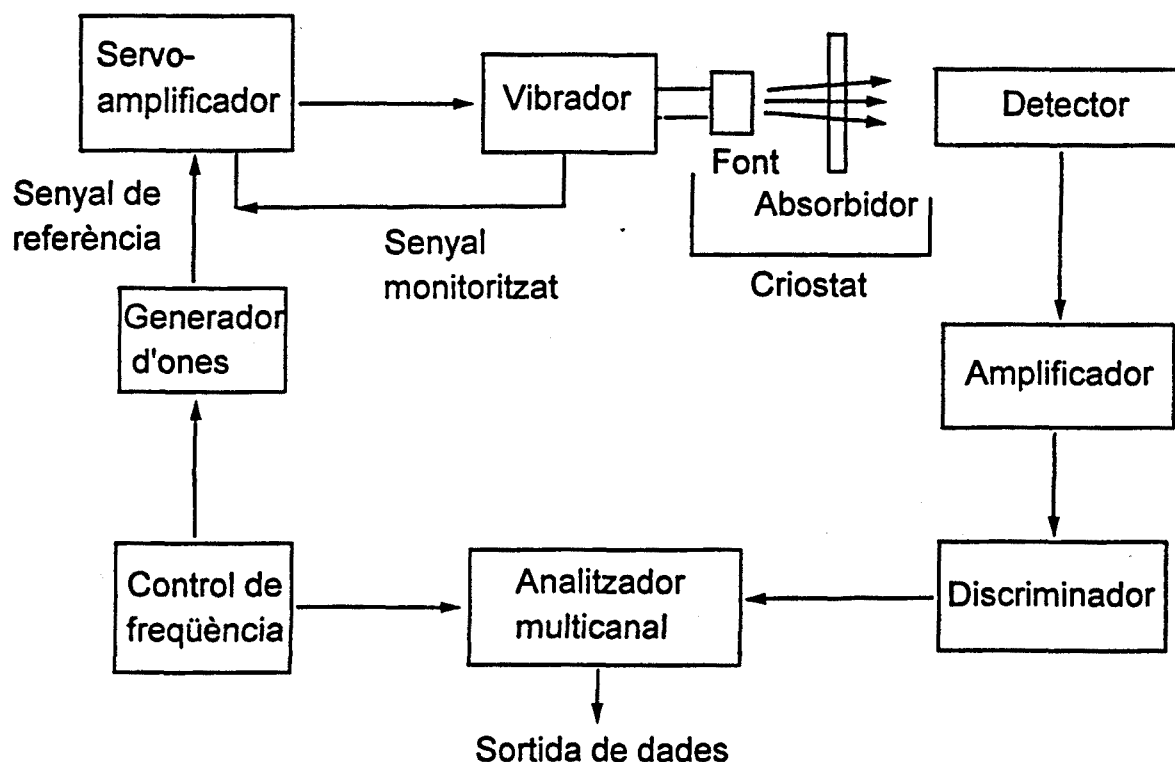 Servo-
amplificador
Vibrador
Detector
Font
Absorbidor
Criostat
Senyal de
referència
Senyal
monitoritzat
Generador
d'ones
Amplificador
Control de
freqüència
Analitzador
multicanal
Discriminador
Sortida de dades